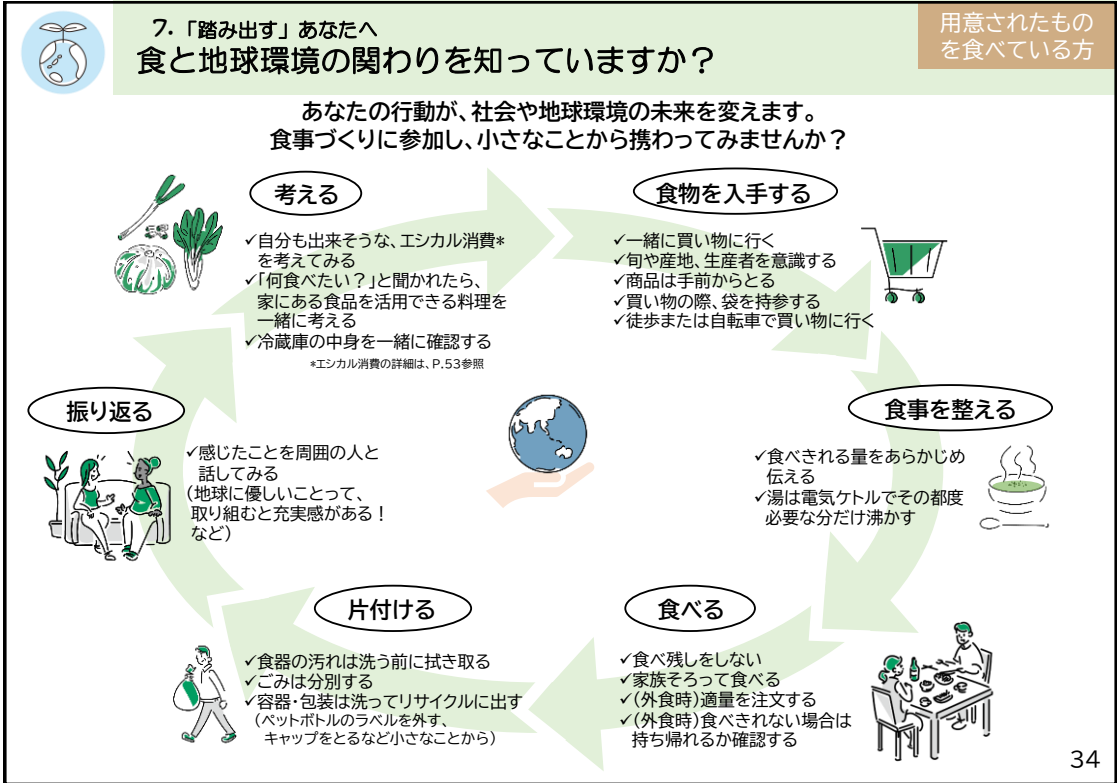 7.「踏み出す」あなたへ
食と地球環境の関わりを知っていますか？
用意されたもの
を食べている方
あなたの行動が、社会や地球環境の未来を変えます。
食事づくりに参加し、小さなことから携わってみませんか？
考える
✓自分も出来そうな、エシカル消費*
を考えてみる
✓「何食べたい？」と聞かれたら、
家にある食品を活用できる料理を
一緒に考える
✓冷蔵庫の中身を一緒に確認する
*エシカル消費の詳細は、P.53参照
食物を入手する
✓一緒に買い物に行く
✓旬や産地、生産者を意識する
✓商品は手前からとる
✓買い物の際、袋を持参する
✓徒歩または自転車で買い物に行く
食事を整える
✓食べきれる量をあらかじめ
伝える
✓湯は電気ケトルでその都度
必要な分だけ沸かす
食べる
✓食べ残しをしない
✓家族そろって食べる
✓(外食時)適量を注文する
✓(外食時)食べきれない場合は
持ち帰れるか確認する
片付ける
✓食器の汚れは洗う前に拭き取る
✓ごみは分別する
✓容器・包装は洗ってリサイクルに出す
(ペットボトルのラベルを外す、
キャップをとるなど小さなことから)
振り返る
✓感じたことを周囲の人と
話してみる
(地球に優しいことって、
取り組むと充実感がある！
など)
34